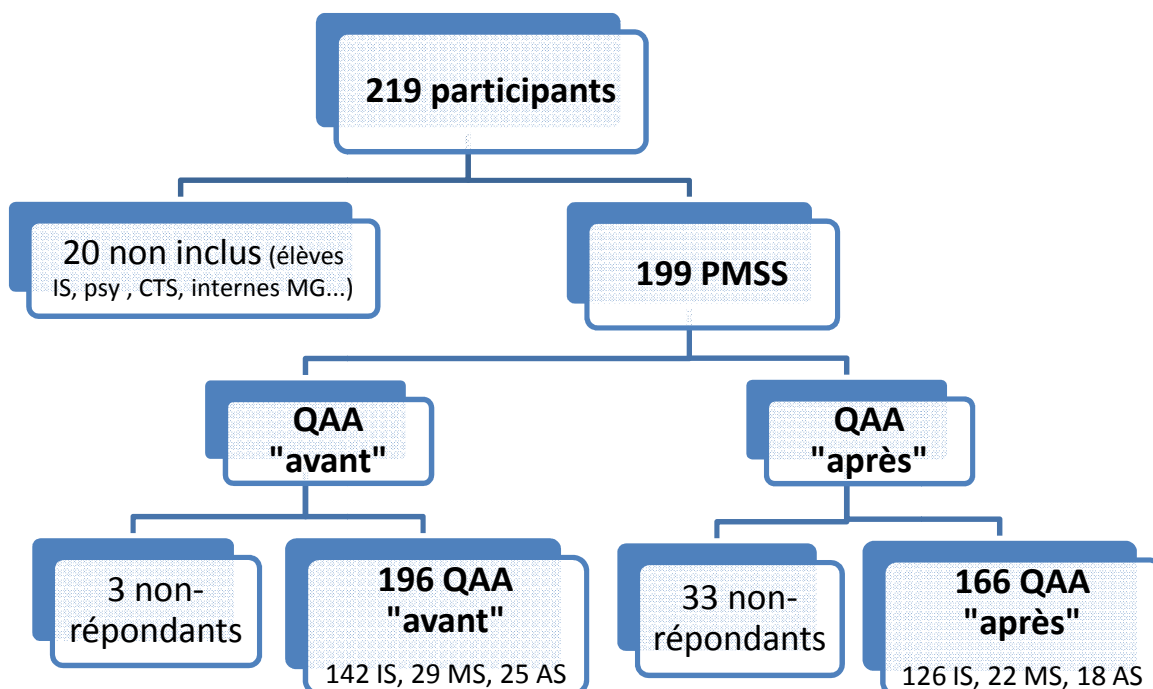 219 participants
20 non inclus (élèves
IS, psy , CTS, internes MG...)
199 PMSS
QAA
"avant"
QAA
"après"
3 non-
répondants
196 QAA
"avant"
142 IS, 29 MS, 25 AS
33 non-
répondants
166 QAA
"après"
126 IS, 22 MS, 18 AS